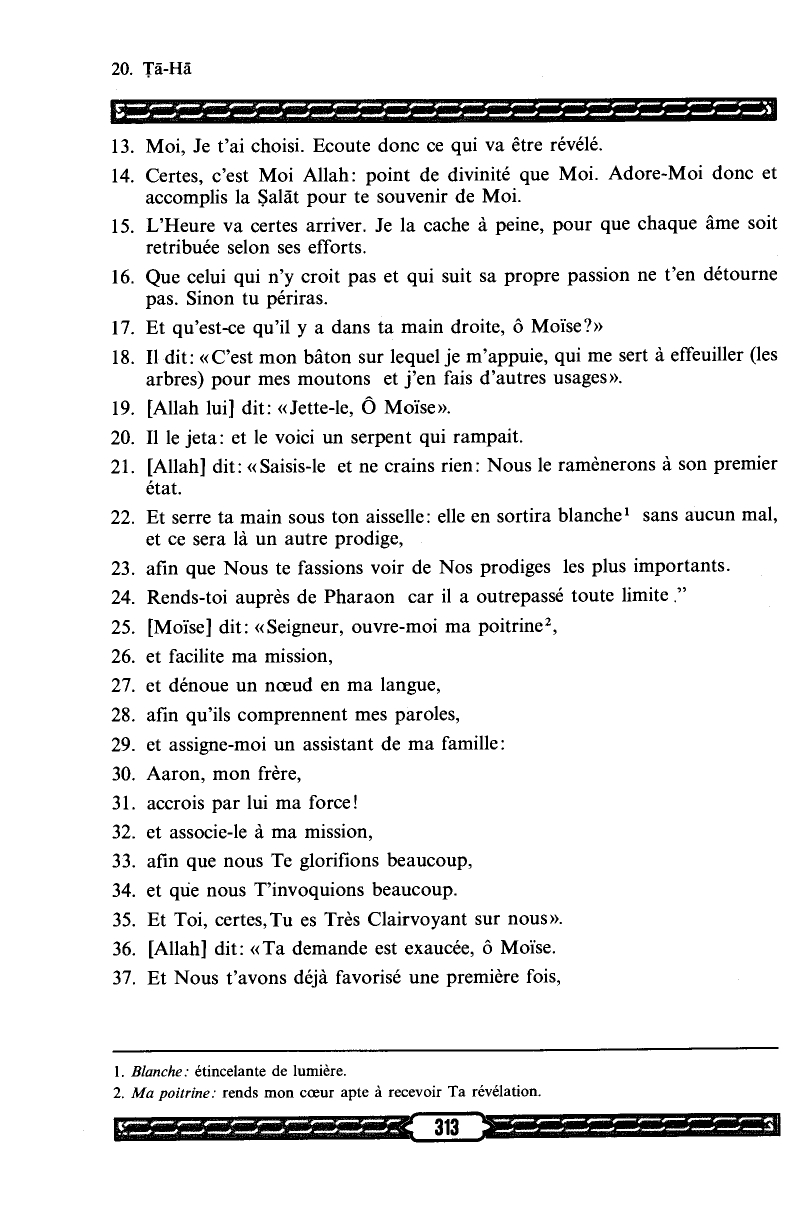 20. Ṭā-Hā
13. Moi, Je t'ai choisi. Ecoute donc ce qui va être révélé.
14. Certes, c'est Moi Allah: point de divinité que Moi. Adore-Moi donc et
accomplis la Ṣalāt pour te souvenir de Moi.
15. L'Heure va certes arriver. Je la cache à peine, pour que chaque âme soit
retribuée selon ses efforts.
16. Que celui qui n'y croit pas et qui suit sa propre passion ne t'en détourne
pas. Sinon tu périras.
17. Et qu'est-ce qu'il y a dans ta main droite, ô Moïse?»
18. Il dit: «C'est mon bâton sur lequel je m'appuie, qui me sert à effeuiller (les
arbres) pour mes moutons et j'en fais d'autres usages».
19. [Allah lui] dit: «Jette-le, Ô Moïse».
20. Il le jeta: et le voici un serpent qui rampait.
21. [Allah] dit: «Saisis-le et ne crains rien: Nous le ramènerons à son premier
état.
22. Et serre ta main sous ton aisselle: elle en sortira blanche¹ sans aucun mal,
et ce sera là un autre prodige,
23. afin que Nous te fassions voir de Nos prodiges les plus importants.
24. Rends-toi auprès de Pharaon car il a outrepassé toute limite.”
25. [Moïse] dit: «Seigneur, ouvre-moi ma poitrine²,
26. et facilite ma mission,
27. et dénoue un nœud en ma langue,
28. afin qu'ils comprennent mes paroles,
29. et assigne-moi un assistant de ma famille:
30. Aaron, mon frère,
31. accrois par lui ma force!
32. et associe-le à ma mission,
33. afin que nous Te glorifions beaucoup,
34. et que nous T'invoquions beaucoup.
35. Et Toi, certes, Tu es Très Clairvoyant sur nous».
36. [Allah] dit: «Ta demande est exaucée, ô Moïse.
37. Et Nous t'avons déjà favorisé une première fois,
1. Blanche: étincelante de lumière.
2. Ma poitrine: rends mon cœur apte à recevoir Ta révélation.
313